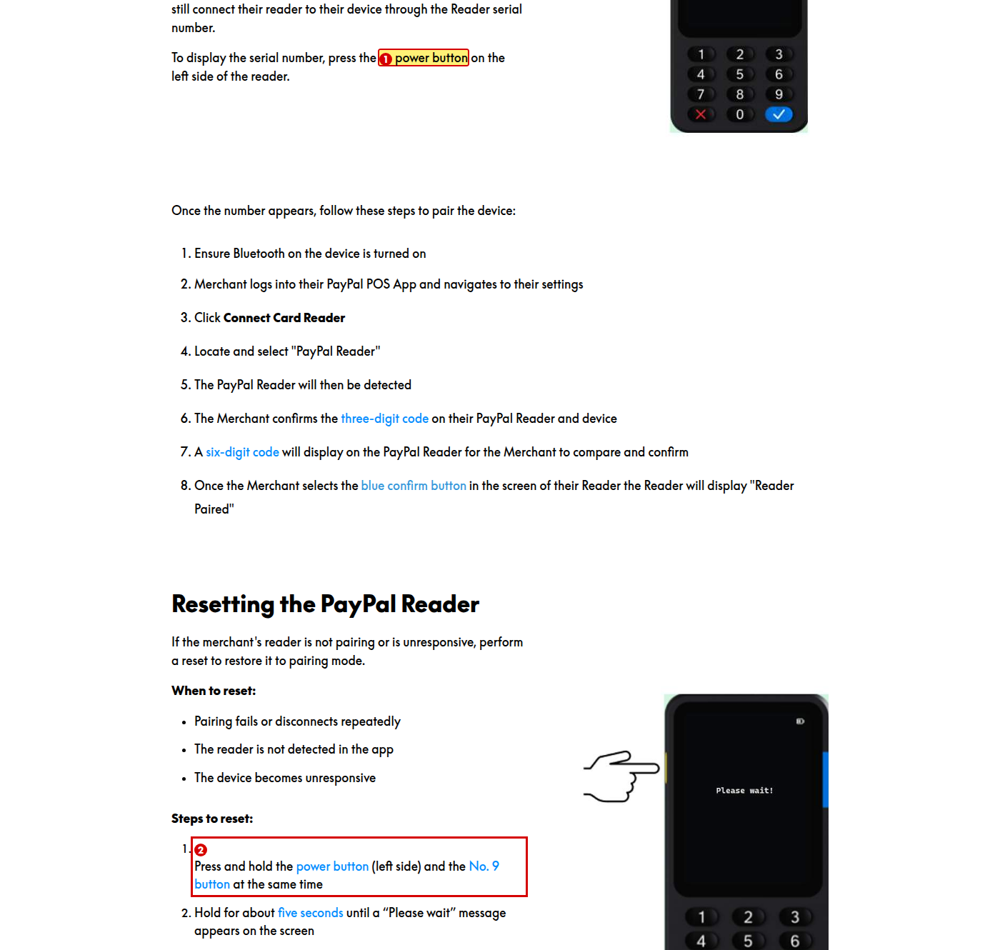 still connect their reader to their device through the Reader serial
number.
To display the serial number, press the 1 power button on the
left side of the reader.
1 2 3
4 5 6
7 8 9
0
Once the number appears, follow these steps to pair the device:
1. Ensure Bluetooth on the device is turned on
2. Merchant logs into their PayPal POS App and navigates to their settings
3. Click Connect Card Reader
4. Locate and select "PayPal Reader"
5. The PayPal Reader will then be detected
6. The Merchant confirms the three-digit code on their PayPal Reader and device
7. A six-digit code will display on the PayPal Reader for the Merchant to compare and confirm
8. Once the Merchant selects the blue confirm button in the screen of their Reader the Reader will display "Reader
Paired"
Resetting the PayPal Reader
If the merchant's reader is not pairing or is unresponsive, perform
a reset to restore it to pairing mode.
When to reset:
• Pairing fails or disconnects repeatedly
• The reader is not detected in the app
• The device becomes unresponsive
Steps to reset:
1. 2
Press and hold the power button (left side) and the No. 9
button at the same time
2. Hold for about five seconds until a “Please wait” message
appears on the screen
Please wait!
1 2 3
4 5 6